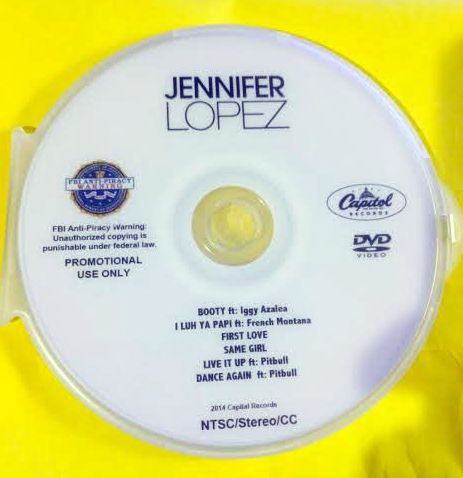 JENNIFER
LOPEZ
FBI ANTI-PIRACY
WARNING
FBI Anti-Piracy Warning:
Unauthorized copying is
punishable under federal law.
PROMOTIONAL
USE ONLY
Capitol
RECORDS
DVD
VIDEO
BOOTY ft: Iggy Azalea
I LUH YA PAPI ft: French Montana
FIRST LOVE
SAME GIRL
LIVE IT UP ft: Pitbull
DANCE AGAIN ft: Pitbull
2014 Capital Records
NTSC/Stereo/CC